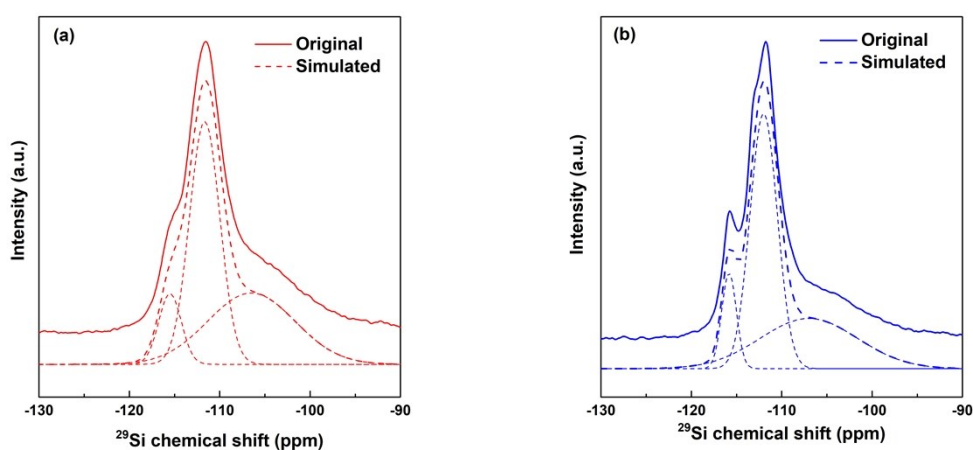 (a)
Original
Simulated
Intensity (a.u.)
-130 -120 -110 -100 -90
²⁹Si chemical shift (ppm)
(b)
Original
Simulated
Intensity (a.u.)
-130 -120 -110 -100 -90
²⁹Si chemical shift (ppm)